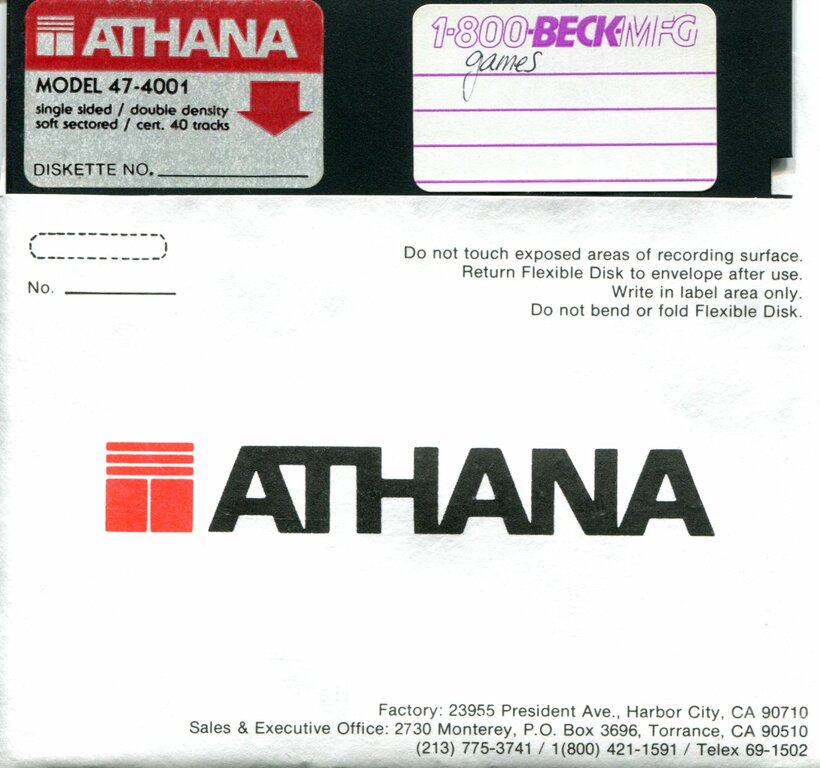 ATHANA
MODEL 47-4001
single sided / double density
soft sectored / cert. 40 tracks
DISKETTE NO.
1-800-BECK-MFG
games
No.
Do not touch exposed areas of recording surface.
Return Flexible Disk to envelope after use.
Write in label area only.
Do not bend or fold Flexible Disk.
ATHANA
Factory: 23955 President Ave., Harbor City, CA 90710
Sales & Executive Office: 2730 Monterey, P.O. Box 3696, Torrance, CA 90510
(213) 775-3741 / 1(800) 421-1591 / Telex 69-1502